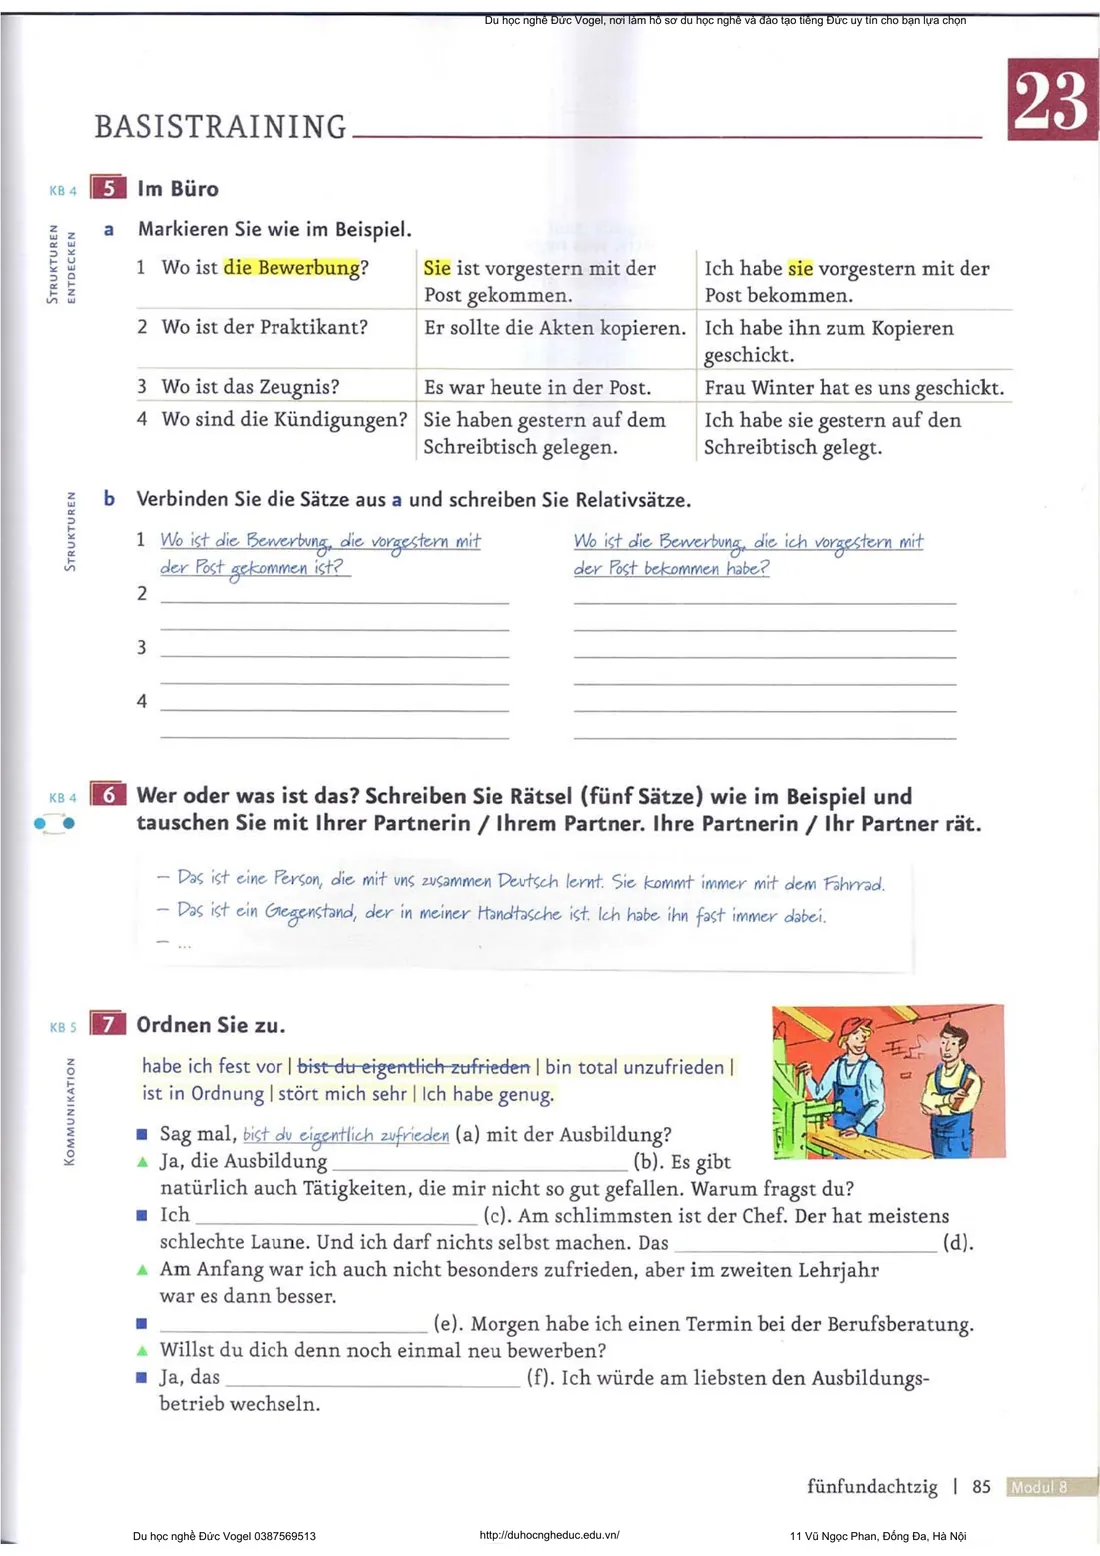 Du học nghề Đức Vogel, nơi làm hồ sơ du học nghề và đào tạo tiếng Đức uy tín cho bạn lựa chọn
23
BASISTRAINING
KB 4 5 Im Büro
STRUKTUREN ENTDECKEN
a Markieren Sie wie im Beispiel.
1 Wo ist die Bewerbung? Sie ist vorgestern mit der Ich habe sie vorgestern mit der
Post gekommen. Post bekommen.
2 Wo ist der Praktikant? Er sollte die Akten kopieren. Ich habe ihn zum Kopieren
geschickt.
3 Wo ist das Zeugnis? Es war heute in der Post. Frau Winter hat es uns geschickt.
4 Wo sind die Kündigungen? Sie haben gestern auf dem Ich habe sie gestern auf den
Schreibtisch gelegen. Schreibtisch gelegt.
STRUKTUREN
b Verbinden Sie die Sätze aus a und schreiben Sie Relativsätze.
1 Wo ist die Bewerbung, die vorgestern mit Wo ist die Bewerbung, die ich vorgestern mit
der Post gekommen ist? der Post bekommen habe?
2
3
4
KB 4 6 Wer oder was ist das? Schreiben Sie Rätsel (fünf Sätze) wie im Beispiel und
tauschen Sie mit Ihrer Partnerin / Ihrem Partner. Ihre Partnerin / Ihr Partner rät.
– Das ist eine Person, die mit uns zusammen Deutsch lernt. Sie kommt immer mit dem Fahrrad.
– Das ist ein Gegenstand, der in meiner Handtasche ist. Ich habe ihn fast immer dabei.
– ...
KB 5 7 Ordnen Sie zu.
KOMMUNIKATION
habe ich fest vor | bist du eigentlich zufrieden | bin total unzufrieden |
ist in Ordnung | stört mich sehr | Ich habe genug.
■ Sag mal, bist du eigentlich zufrieden (a) mit der Ausbildung?
▲ Ja, die Ausbildung ____ (b). Es gibt
natürlich auch Tätigkeiten, die mir nicht so gut gefallen. Warum fragst du?
■ Ich ____ (c). Am schlimmsten ist der Chef. Der hat meistens
schlechte Laune. Und ich darf nichts selbst machen. Das ____ (d).
▲ Am Anfang war ich auch nicht besonders zufrieden, aber im zweiten Lehrjahr
war es dann besser.
■ ____ (e). Morgen habe ich einen Termin bei der Berufsberatung.
▲ Willst du dich denn noch einmal neu bewerben?
■ Ja, das ____ (f). Ich würde am liebsten den Ausbildungs-
betrieb wechseln.
fünfundachtzig | 85 Modul 8
Du học nghề Đức Vogel 0387569513 http://duhocngheduc.edu.vn/ 11 Vũ Ngọc Phan, Đống Đa, Hà Nội